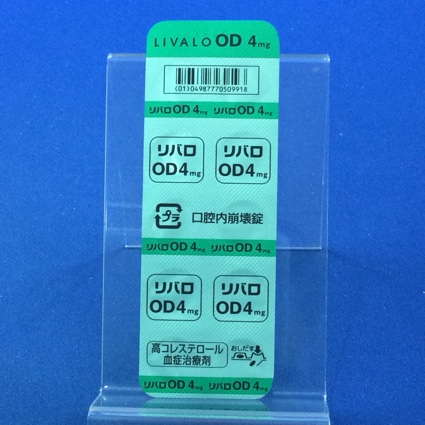 LIVALO OD 4mg
(01)04987770509918
リバロOD 4mg リバロOD 4mg
リバロ リバロ
OD4mg OD4mg
プラ 口腔内崩壊錠
リバロOD 4mg リバロOD 4mg
リバロ リバロ
OD4mg OD4mg
高コレステロール おしだす
血症治療剤
リバロOD 4mg リバロOD 4mg